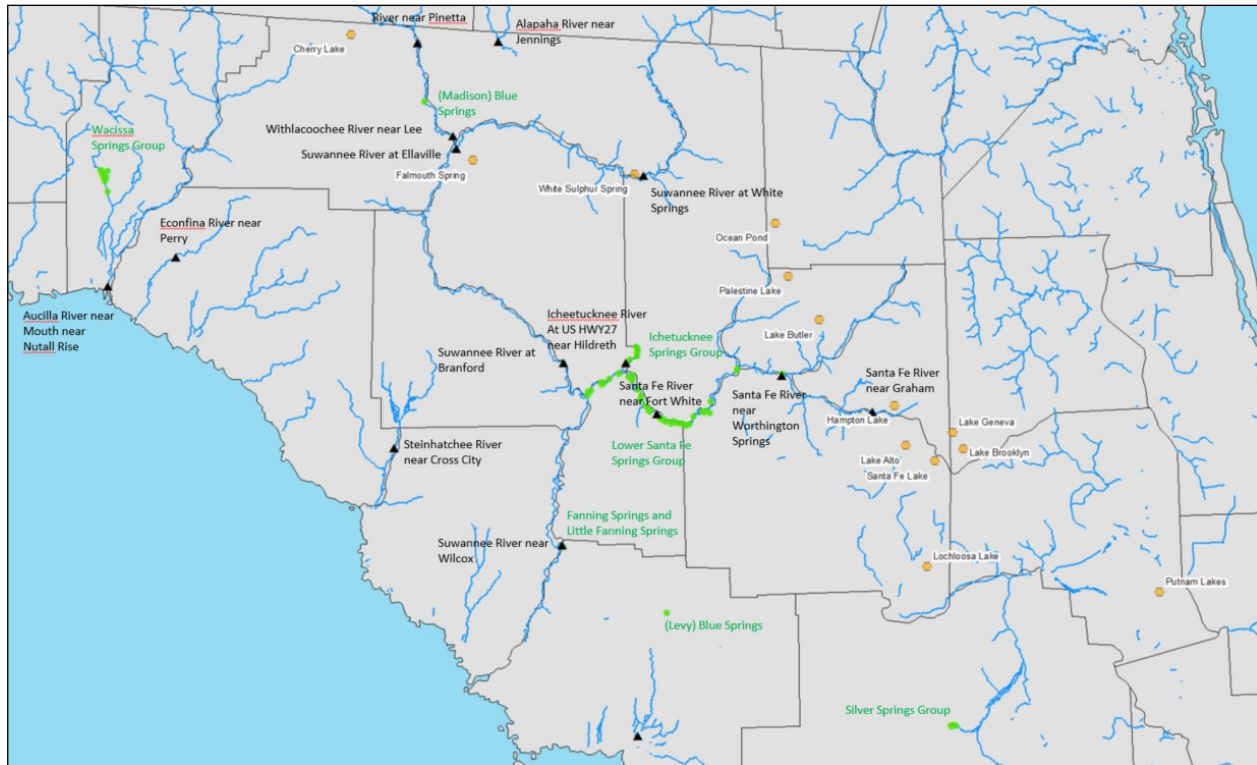 River near Pinetta
Alapaha River near
Jennings
Cherry Lake
(Madison) Blue
Springs
Wacissa
Springs Group
Withlacoochee River near Lee
Suwannee River at Ellaville
Falmouth Spring
White Sulphur Spring
Suwannee River at White
Springs
Econfina River near
Perry
Ocean Pond
Palestine Lake
Aucilla River near
Mouth near
Nutall Rise
Icheetucknee River
At US HWY27
near Hildreth
Ichetucknee
Springs Group
Lake Butler
Suwannee River at
Branford
Santa Fe River
near Fort White
Santa Fe River
near
Worthington
Springs
Santa Fe River
near Graham
Hampton Lake
Lake Geneva
Lake Brooklyn
Lake Alto
Santa Fe Lake
Steinhatchee River
near Cross City
Lower Santa Fe
Springs Group
Fanning Springs and
Little Fanning Springs
Suwannee River near
Wilcox
Lochloosa Lake
Putnam Lakes
(Levy) Blue Springs
Silver Springs Group